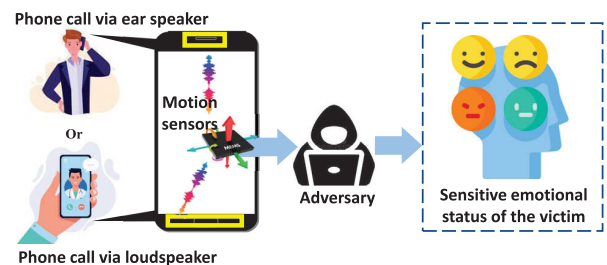 Phone call via ear speaker
Or
Phone call via loudspeaker
Motion
sensors
MEMS
Adversary
Sensitive emotional
status of the victim